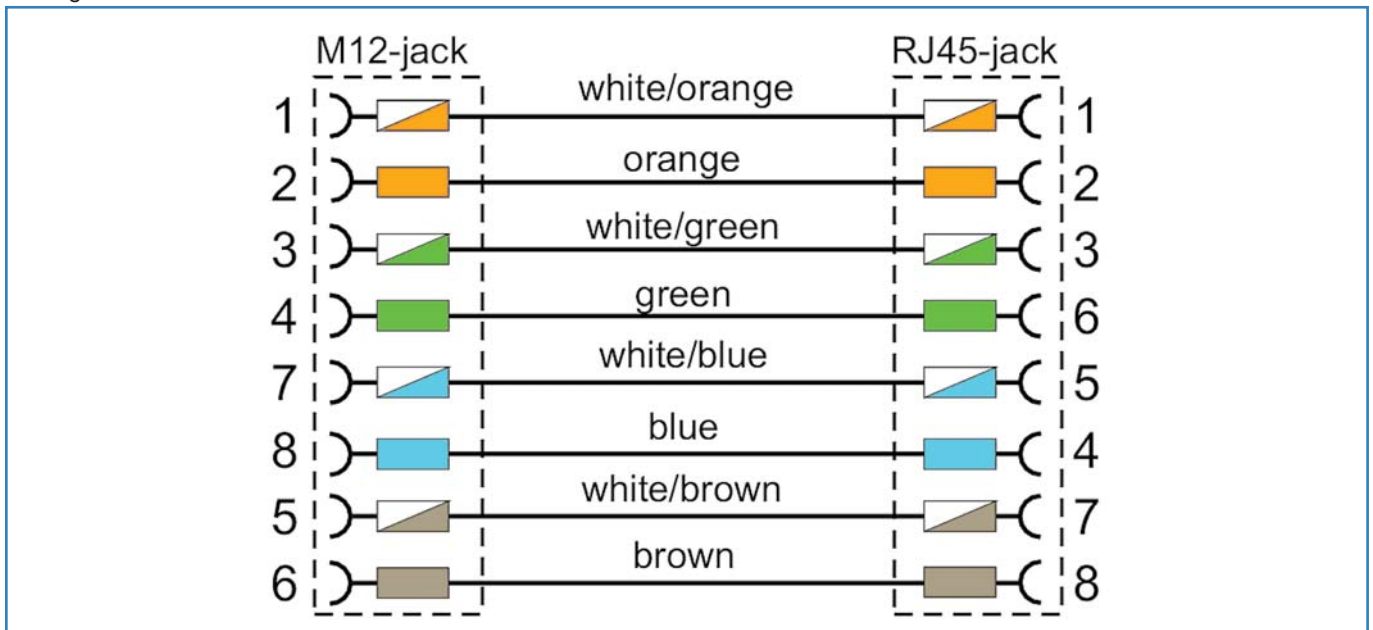 M12-jack RJ45-jack
1 white/orange 1
2 orange 2
3 white/green 3
4 green 6
7 white/blue 5
8 blue 4
5 white/brown 7
6 brown 8